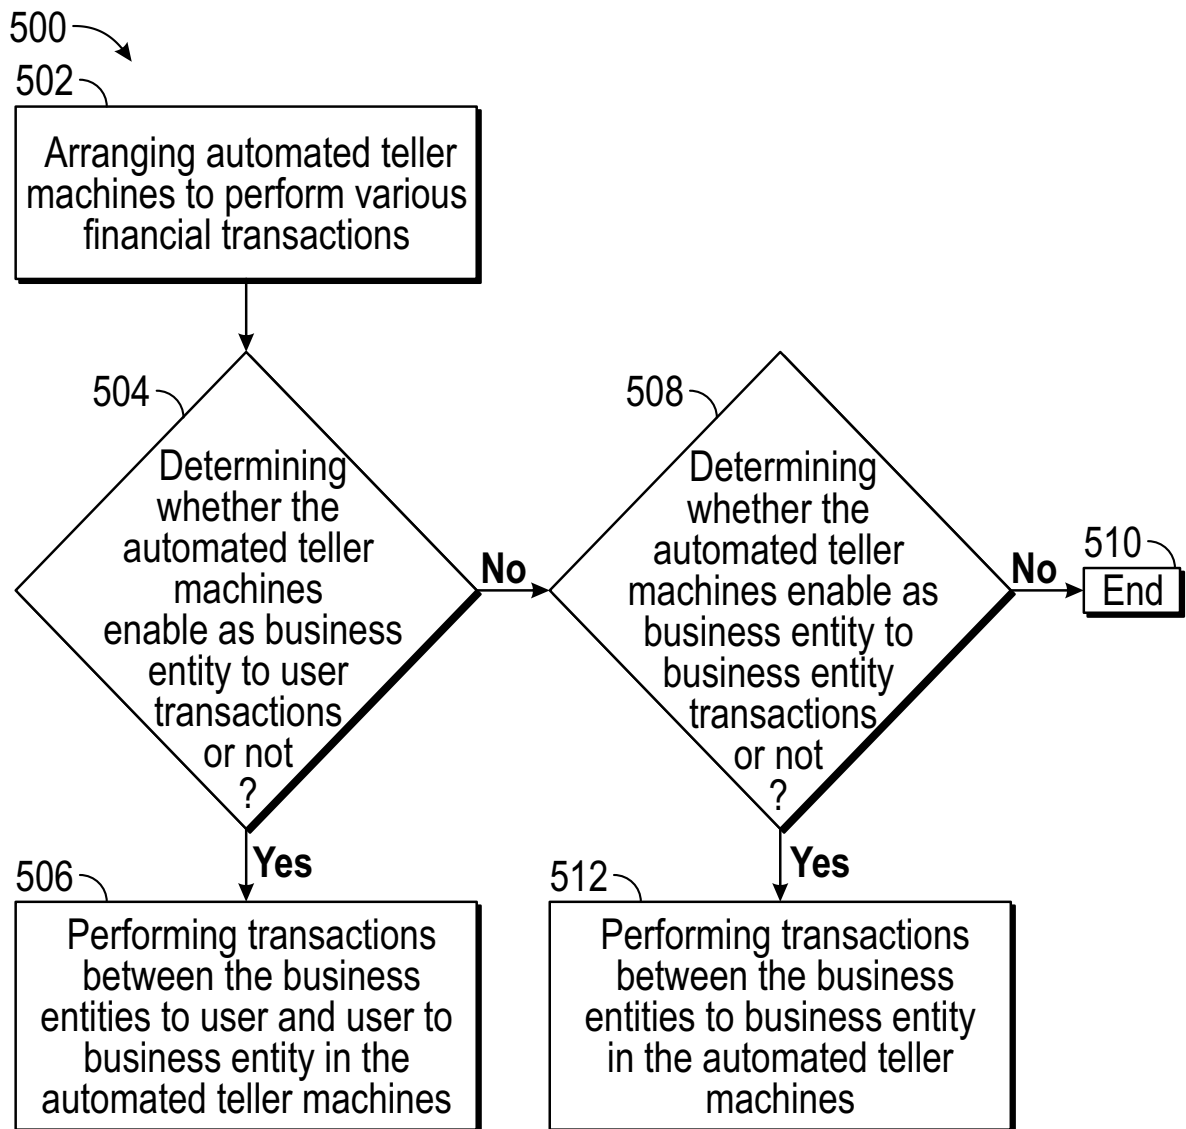 500
502
Arranging automated teller
machines to perform various
financial transactions
504
Determining
whether the
automated teller
machines
enable as business
entity to user
transactions
or not
?
No
508
Determining
whether the
automated teller
machines enable as
business entity to
business entity
transactions
or not
?
No
510
End
Yes
506
Performing transactions
between the business
entities to user and user to
business entity in the
automated teller machines
Yes
512
Performing transactions
between the business
entities to business entity
in the automated teller
machines